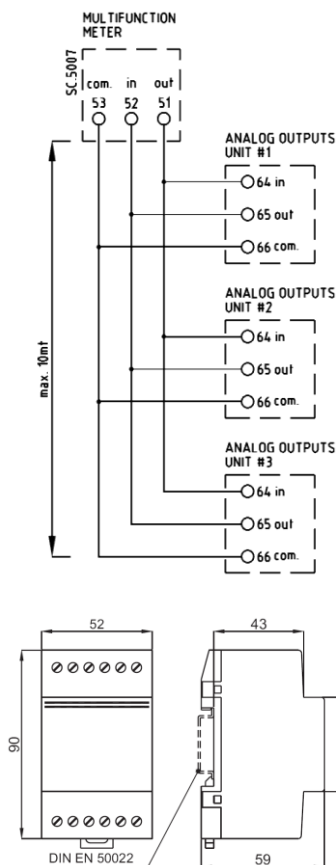 MULTIFUNCTION
METER
SC.5007
com. in out
53 52 51
max. 10mt
ANALOG OUTPUTS
UNIT #1
64 in
65 out
66 com.
ANALOG OUTPUTS
UNIT #2
64 in
65 out
66 com.
ANALOG OUTPUTS
UNIT #3
64 in
65 out
66 com.
52
43
90
DIN EN 50022
59